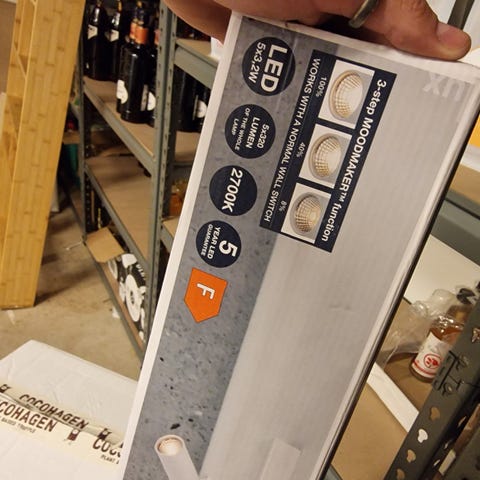 3-step MOODMAKER™ function
100%
40%
8%
WORKS WITH A NORMAL WALL SWITCH
LED
5x3,2W
5x320
LUMEN
OF THE WHOLE
LAMP
2700K
5
YEAR LED
GUARANTEE
F
COCOHAGEN
COCOHAGEN